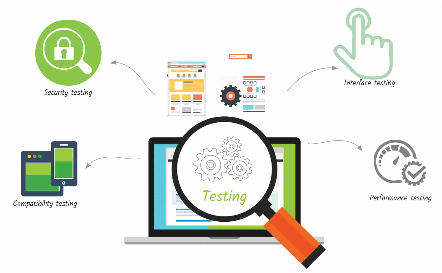 Security testing
Interface testing
Testing
Compatibility testing
Performance testing